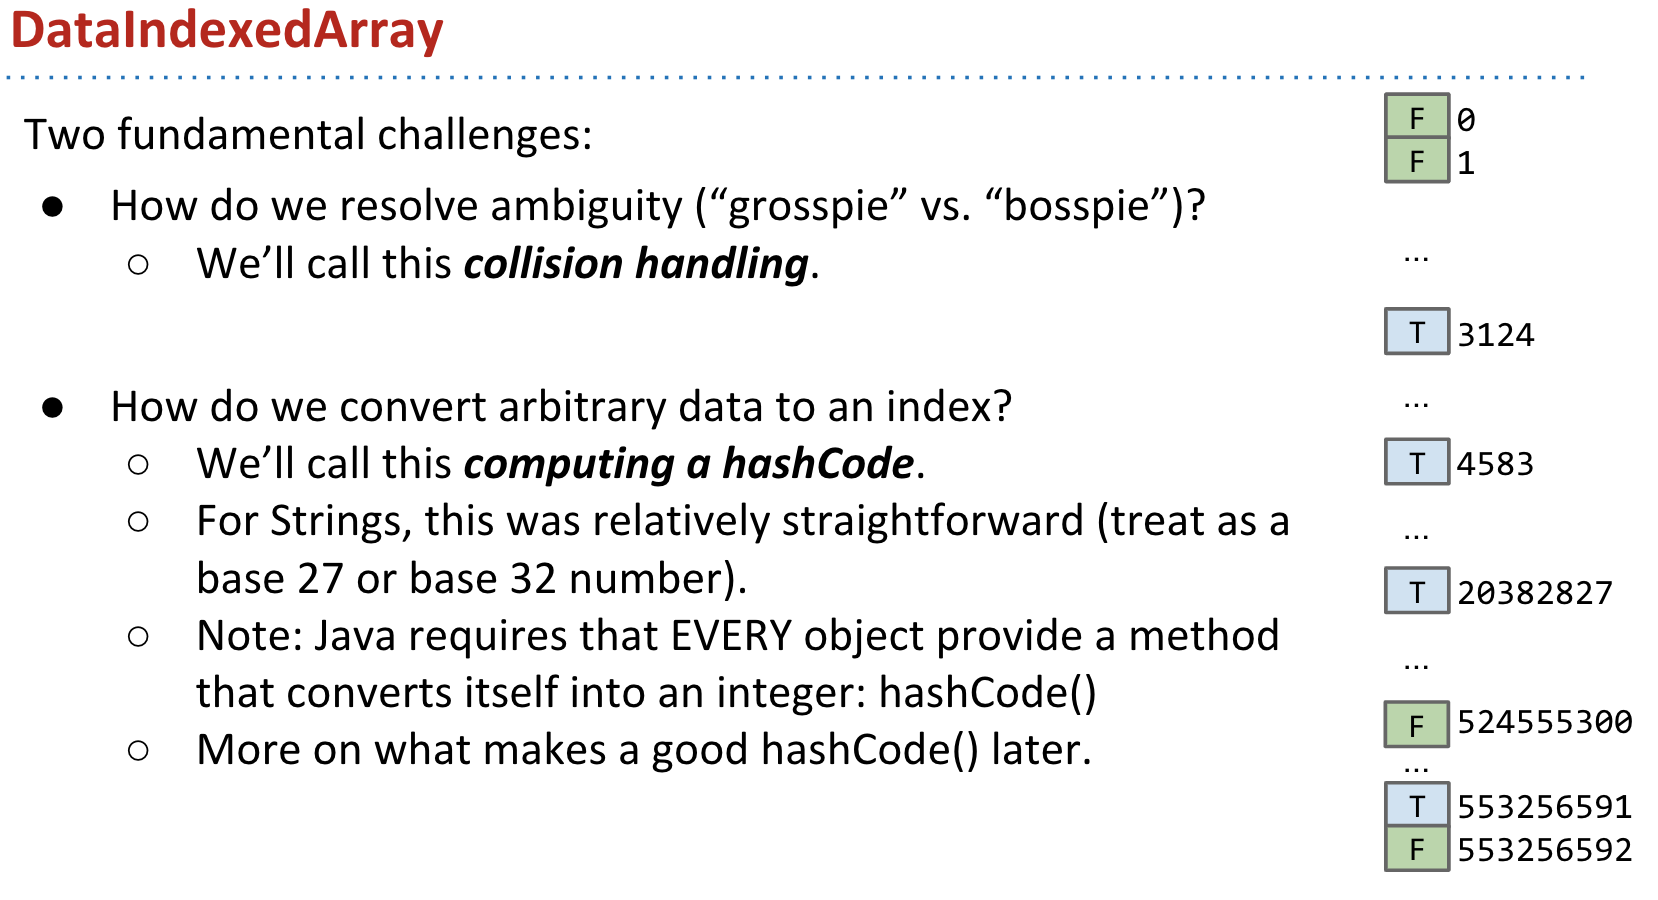 DataIndexedArray
Two fundamental challenges:
● How do we resolve ambiguity (“grosspie” vs. “bosspie”)?
○ We’ll call this collision handling.
● How do we convert arbitrary data to an index?
○ We’ll call this computing a hashCode.
○ For Strings, this was relatively straightforward (treat as a
base 27 or base 32 number).
○ Note: Java requires that EVERY object provide a method
that converts itself into an integer: hashCode()
○ More on what makes a good hashCode() later.
F 0
F 1
...
T 3124
...
T 4583
...
T 20382827
...
F 524555300
...
T 553256591
F 553256592